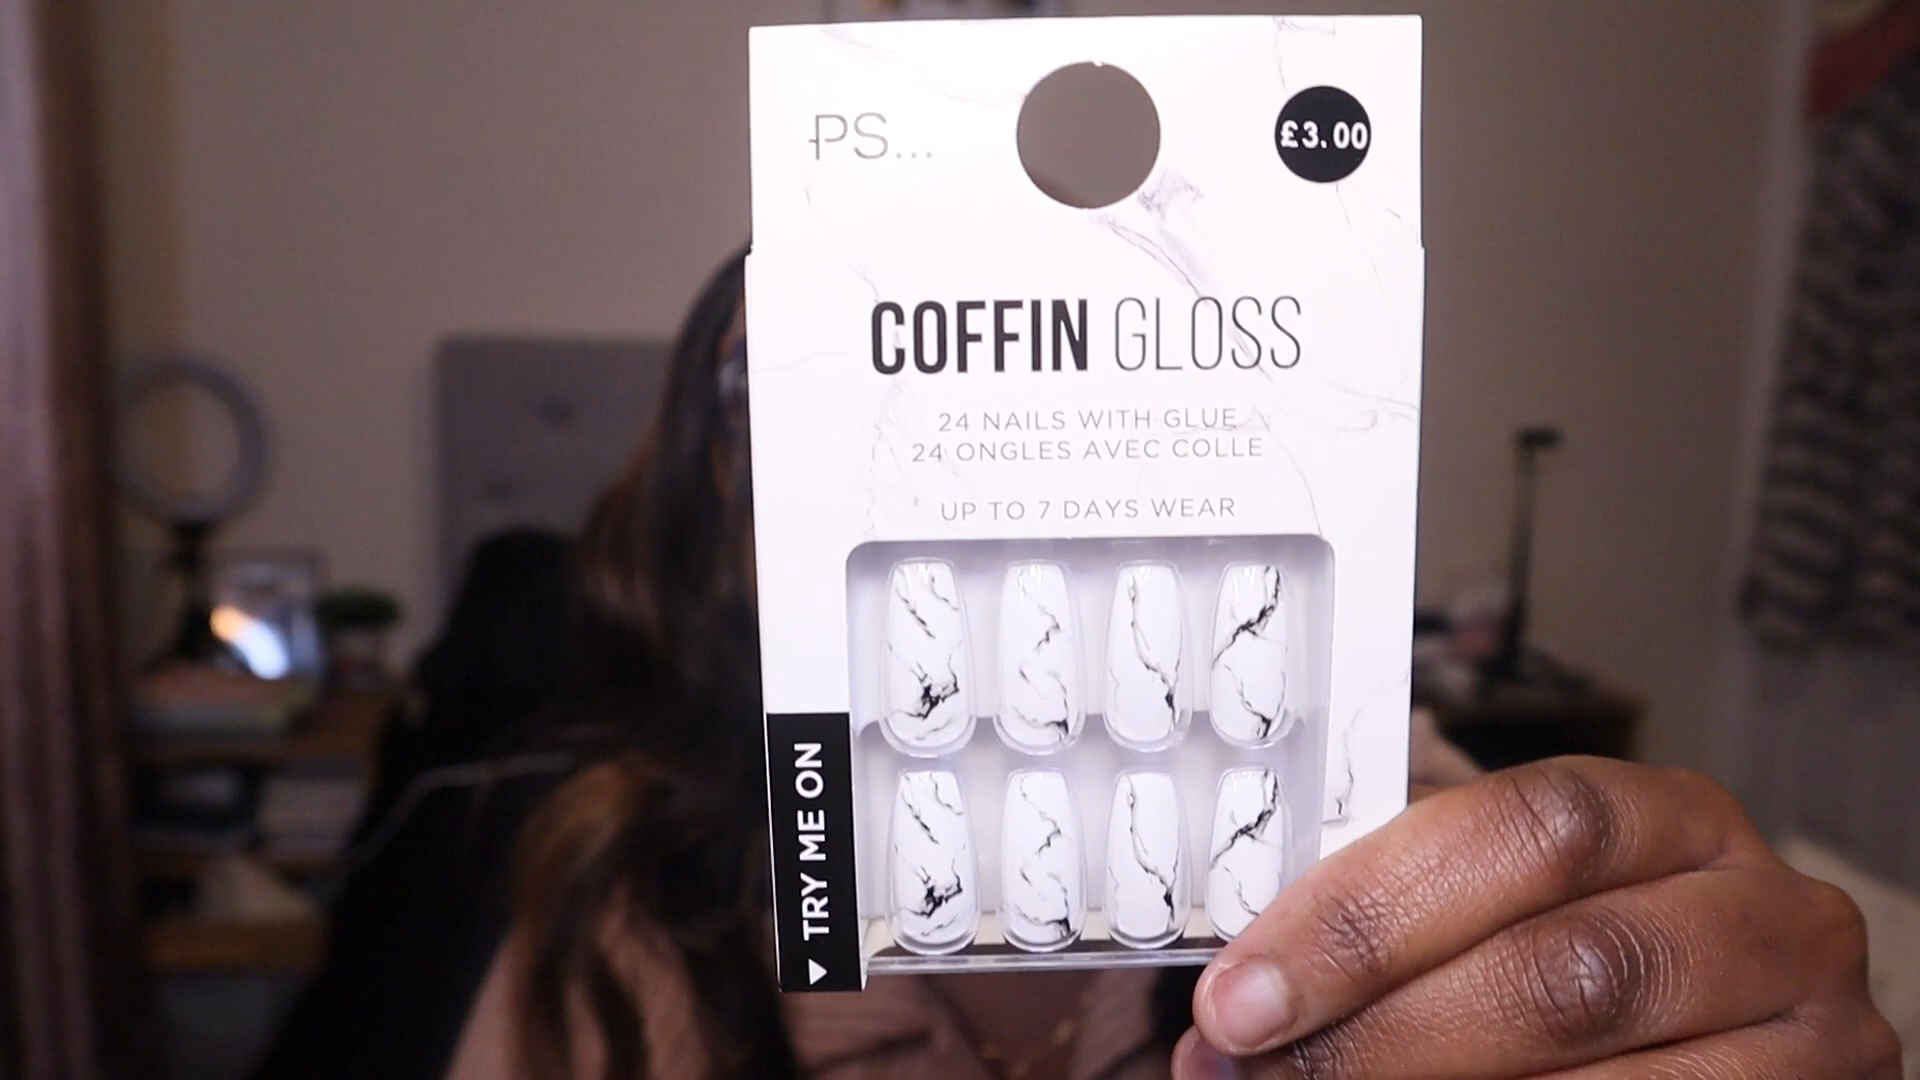 PS...
£3.00
COFFIN GLOSS
24 NAILS WITH GLUE
24 ONGLES AVEC COLLE
UP TO 7 DAYS WEAR
TRY ME ON